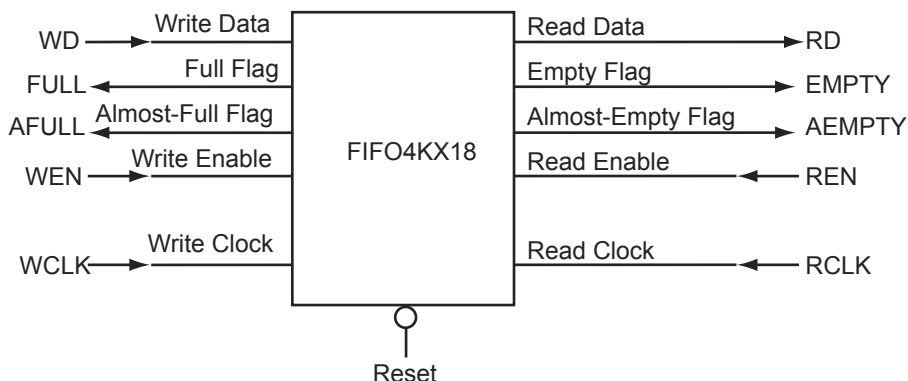 WD Write Data Read Data RD
FULL Full Flag Empty Flag EMPTY
AFULL Almost-Full Flag Almost-Empty Flag AEMPTY
FIFO4KX18
WEN Write Enable Read Enable REN
WCLK Write Clock Read Clock RCLK
Reset